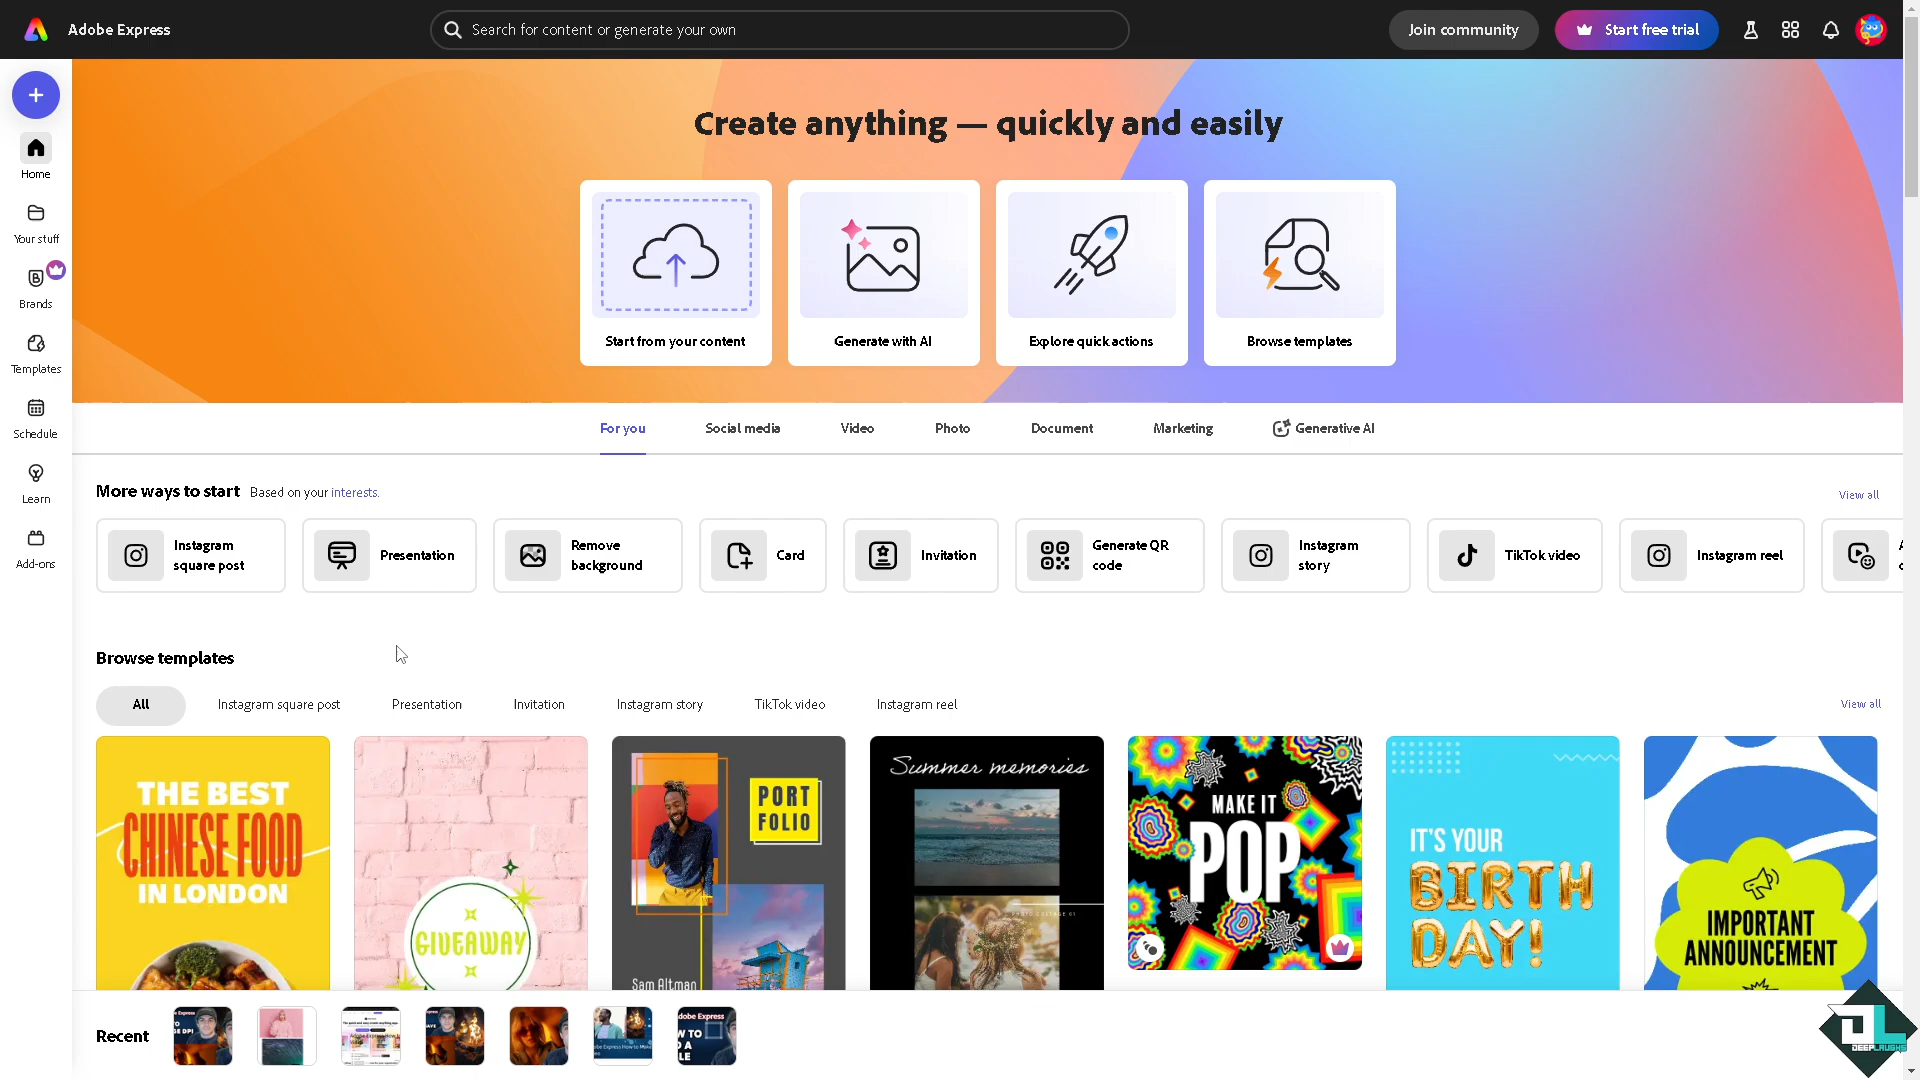 Adobe Express
Search for content or generate your own
Join community
Start free trial
Home
Your stuff
Brands
Templates
Schedule
Learn
Add-ons
Create anything — quickly and easily
Start from your content
Generate with AI
Explore quick actions
Browse templates
For you
Social media
Video
Photo
Document
Marketing
Generative AI
More ways to start
Based on your interests.
View all
Instagram
square post
Presentation
Remove
background
Card
Invitation
Generate QR
code
Instagram
story
TikTok video
Instagram reel
Browse templates
All
Instagram square post
Presentation
Invitation
Instagram story
TikTok video
Instagram reel
View all
THE BEST
CHINESE FOOD
IN LONDON
GIVEAWAY
PORT
FOLIO
Sam Altman
Summer memories
PHOTO COLLAGE 01
MAKE IT
POP
IT'S YOUR
BIRTH
DAY!
IMPORTANT
ANNOUNCEMENT
Recent
DEEPLAUGHS